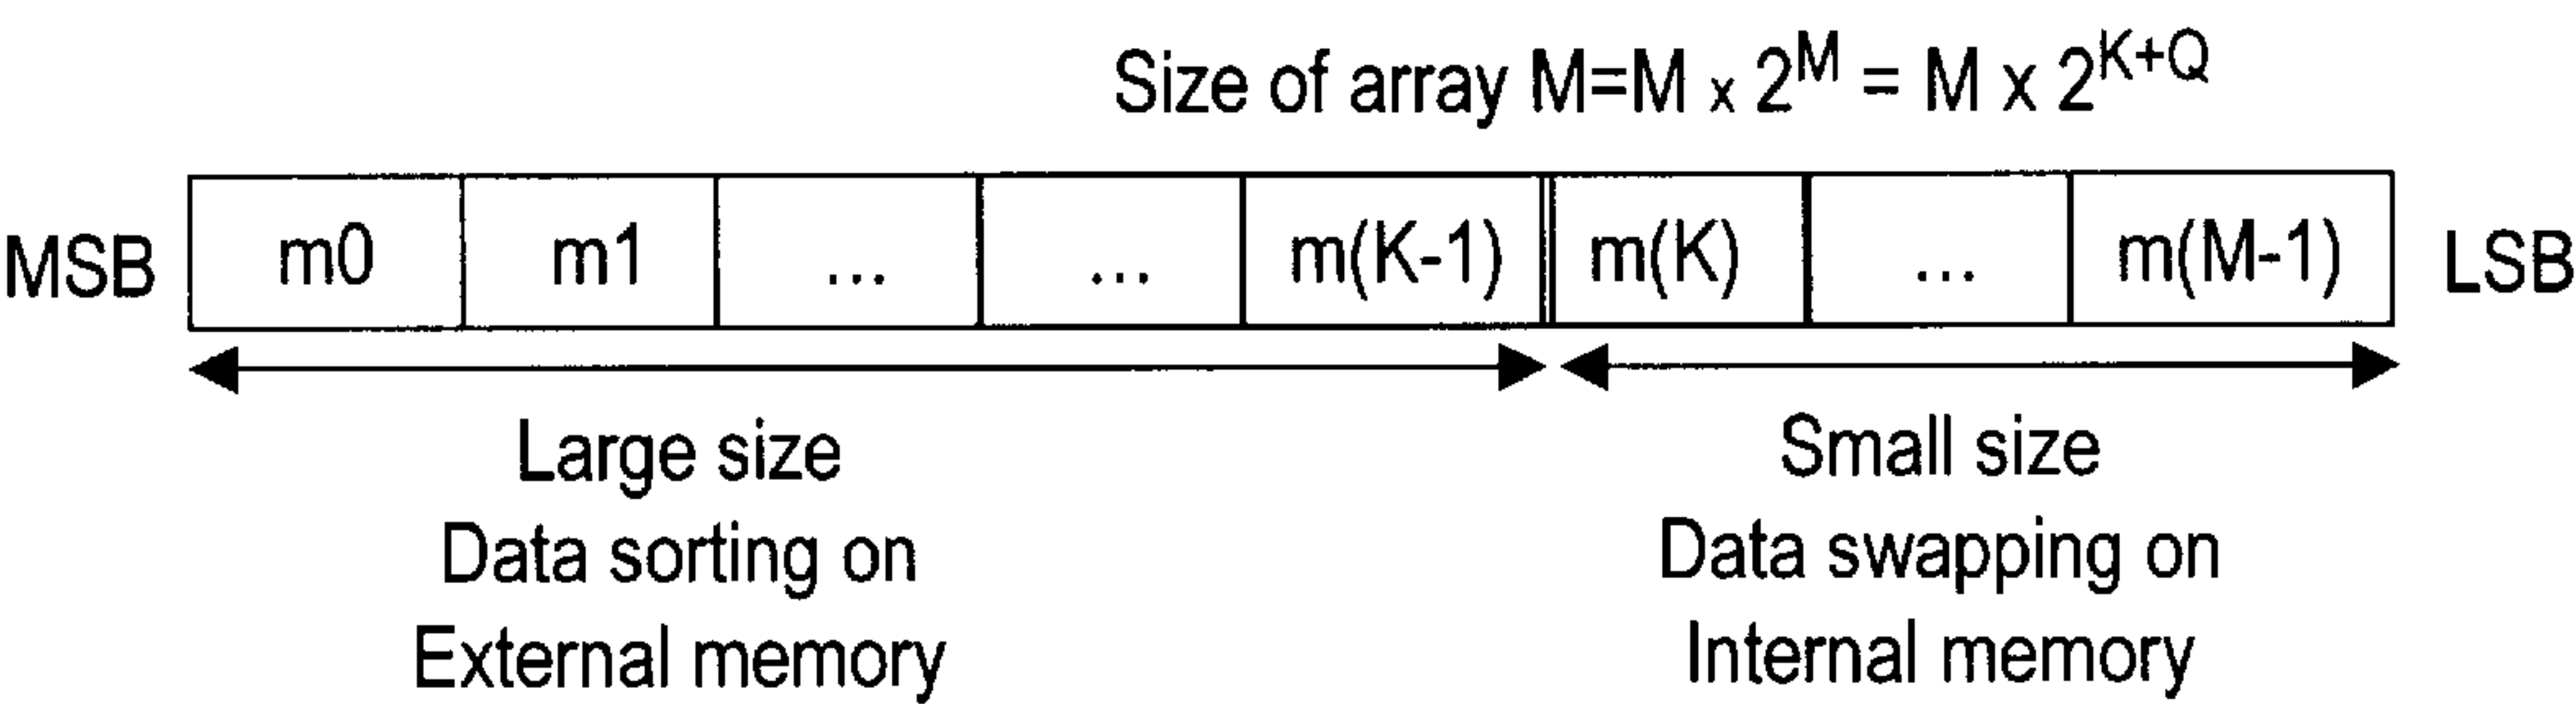 Size of array M=M x 2^M = M x 2^K+Q
MSB m0 m1 ... ... m(K-1) m(K) ... m(M-1) LSB
Large size
Data sorting on
External memory
Small size
Data swapping on
Internal memory